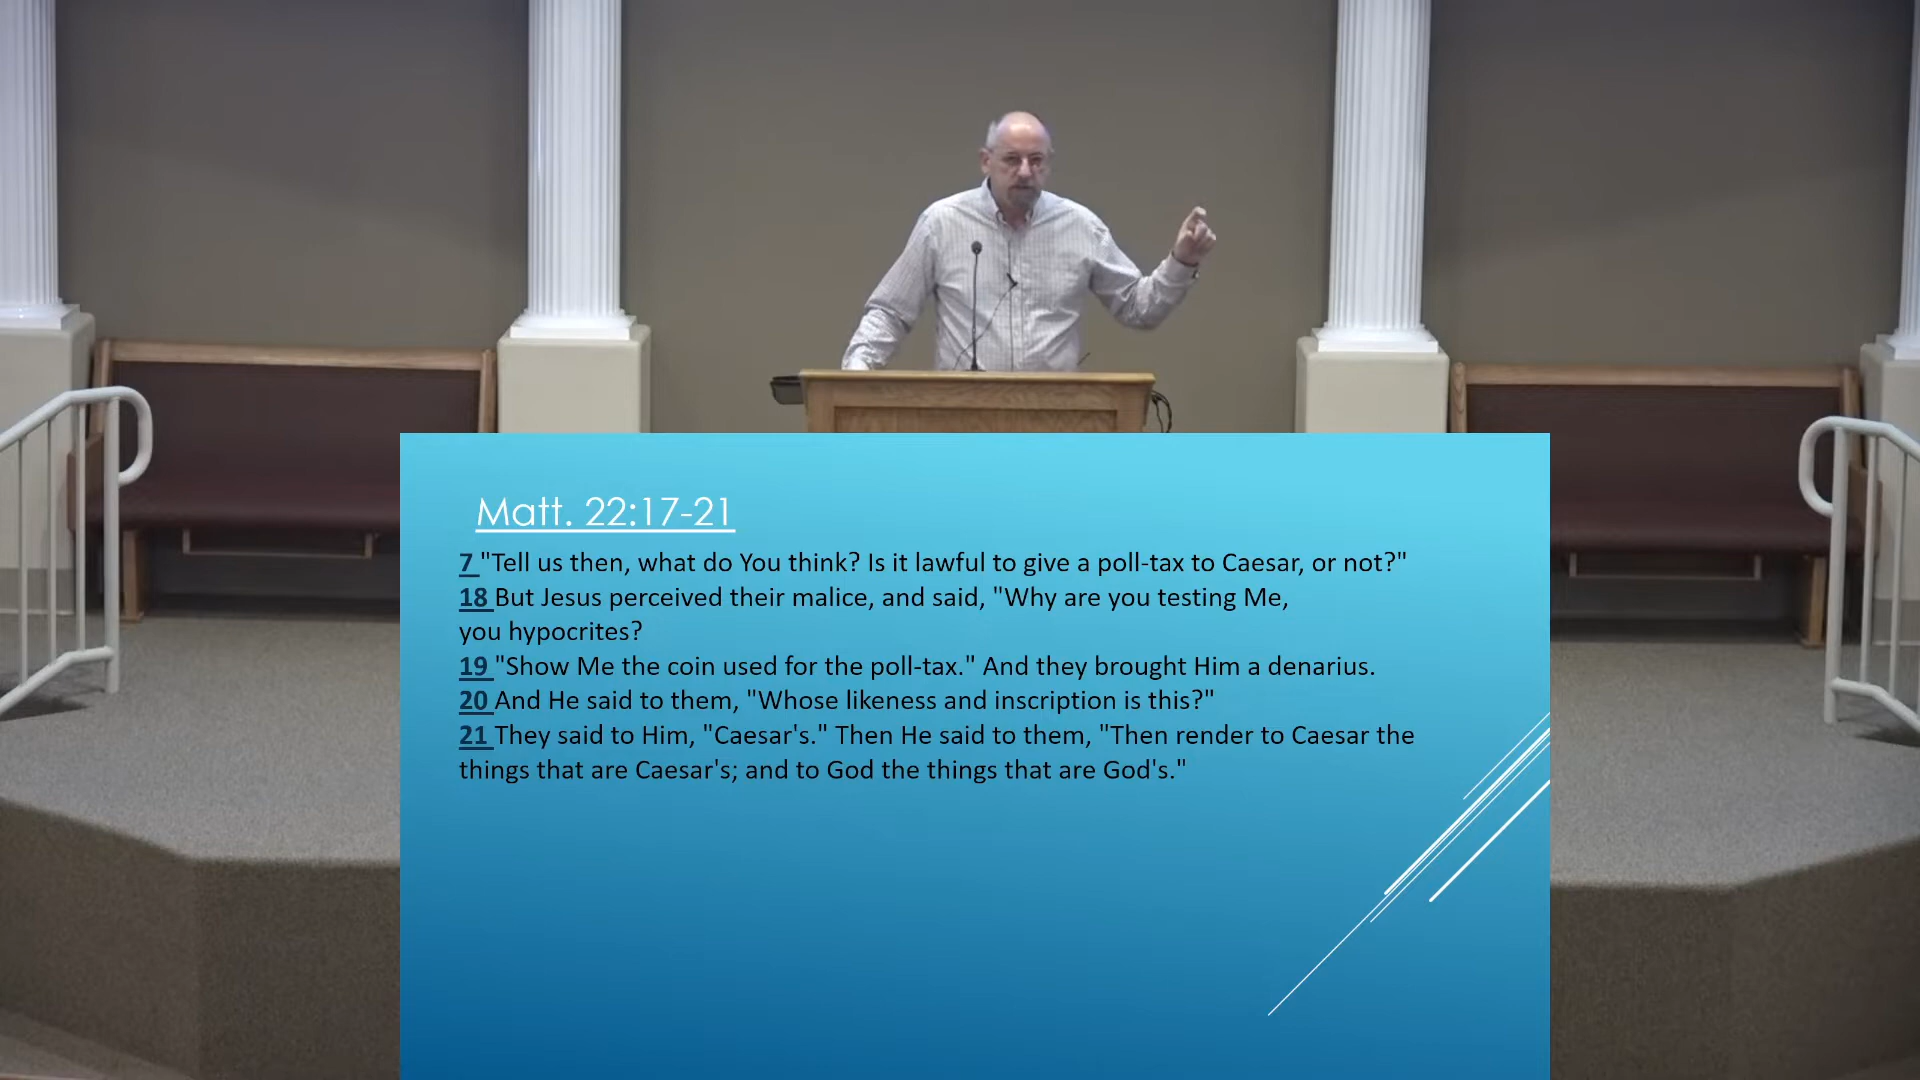 Matt. 22:17-21
7 "Tell us then, what do You think? Is it lawful to give a poll-tax to Caesar, or not?"
18 But Jesus perceived their malice, and said, "Why are you testing Me,
you hypocrites?
19 "Show Me the coin used for the poll-tax." And they brought Him a denarius.
20 And He said to them, "Whose likeness and inscription is this?"
21 They said to Him, "Caesar's." Then He said to them, "Then render to Caesar the
things that are Caesar's; and to God the things that are God's."